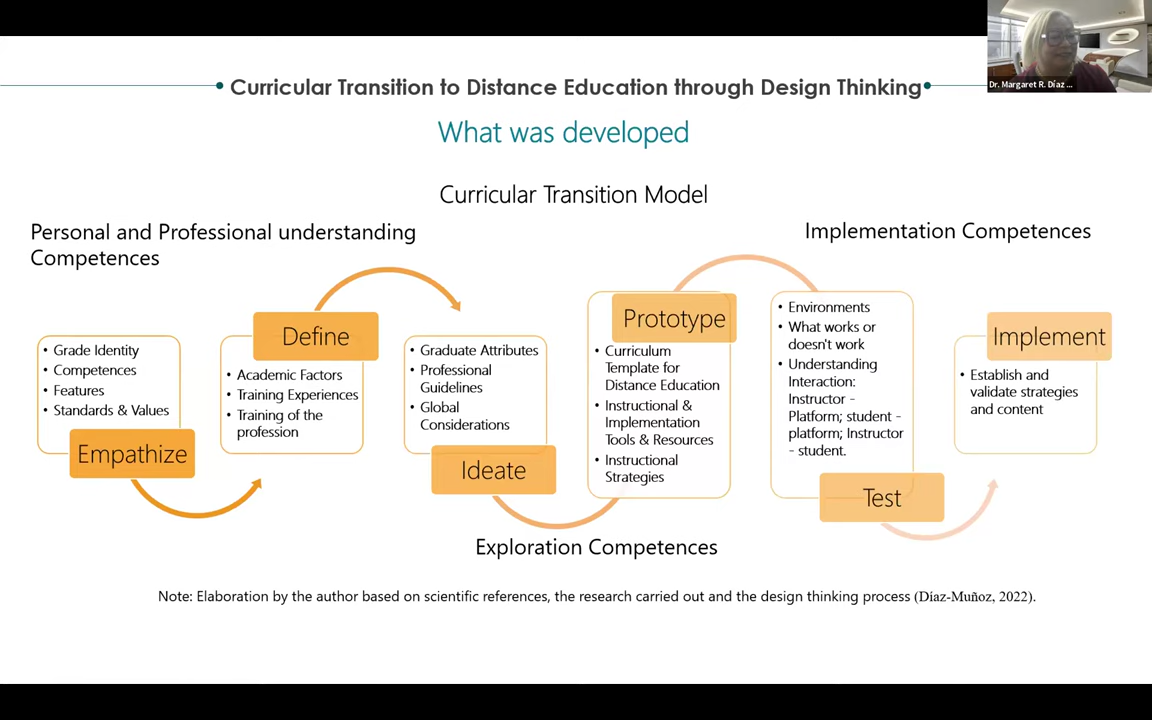 Dr. Margaret R. Díaz ...
Curricular Transition to Distance Education through Design Thinking
What was developed
Curricular Transition Model
Personal and Professional understanding
Competences
Implementation Competences
• Grade Identity
• Competences
• Features
• Standards & Values
Empathize
Define
• Academic Factors
• Training Experiences
• Training of the
profession
• Graduate Attributes
• Professional
Guidelines
• Global
Considerations
Ideate
Prototype
• Curriculum
Template for
Distance Education
• Instructional &
Implementation
Tools & Resources
• Instructional
Strategies
• Environments
• What works or
doesn't work
• Understanding
Interaction:
Instructor -
Platform; student -
platform; Instructor
- student.
Test
Implement
• Establish and
validate strategies
and content
Exploration Competences
Note: Elaboration by the author based on scientific references, the research carried out and the design thinking process (Díaz-Muñoz, 2022).